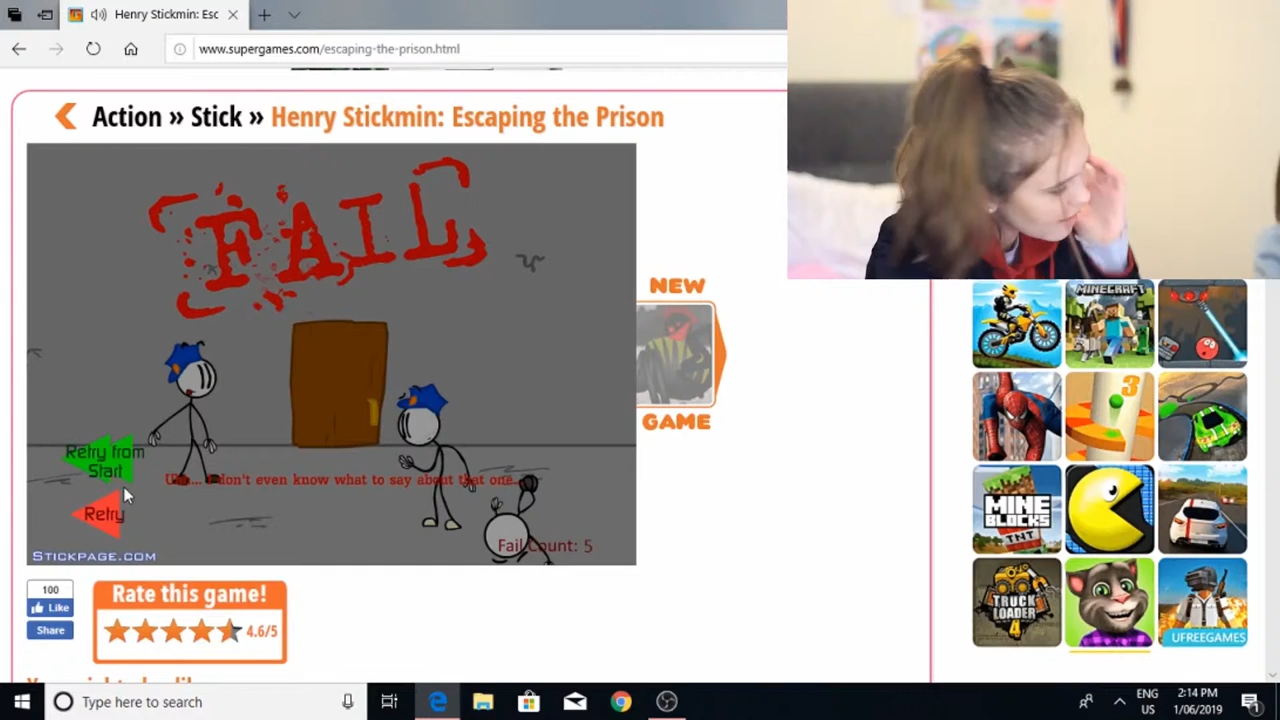 Henry Stickmin: Esc
www.supergames.com/escaping-the-prison.html
Action » Stick » Henry Stickmin: Escaping the Prison
FAIL
Retry from
Start
Retry
I don't even know what to say about that one...
Fail Count: 5
STICKPAGE.COM
NEW
GAME
MINECRAFT
3
MINE
BLOCKS
TNT
TRUCK
LOADER
4
UFREEGAMES
100
Like
Share
Rate this game!
4.6/5
Type here to search
ENG
US
2:14 PM
1/06/2019
1